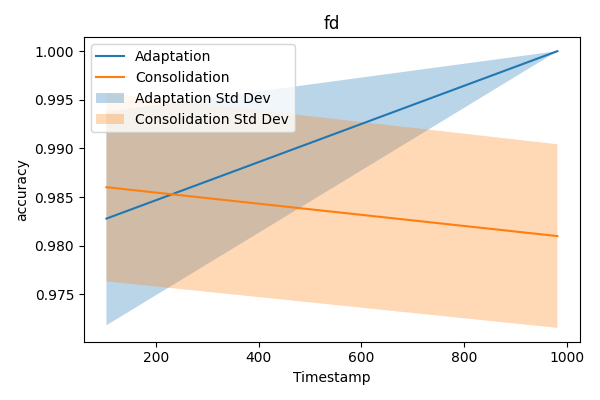 fd
Adaptation
Consolidation
Adaptation Std Dev
Consolidation Std Dev
accuracy
1.000
0.995
0.990
0.985
0.980
0.975
200 400 600 800 1000
Timestamp